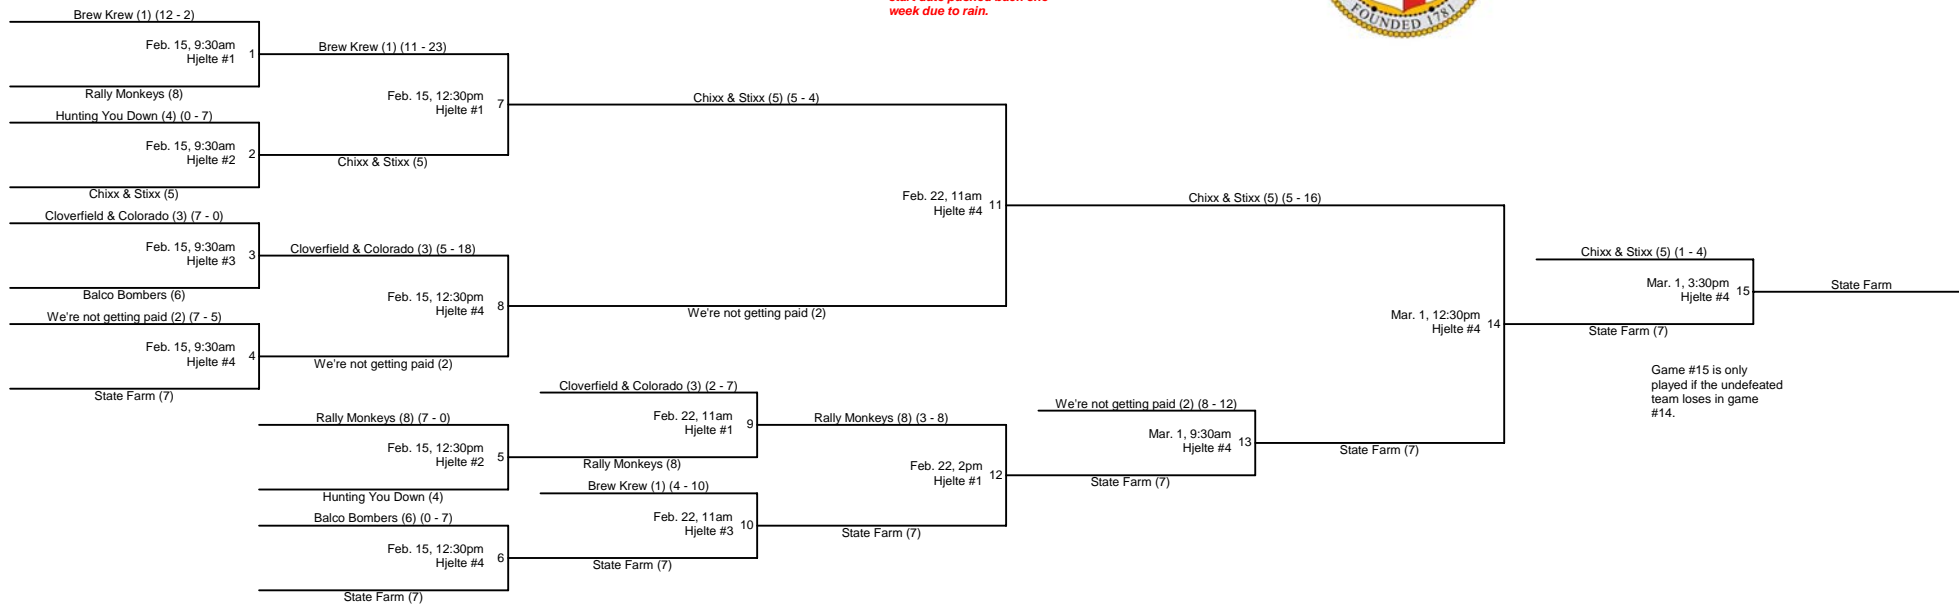 start date pushed back one
week due to rain.
FOUNDED 1781
Brew Krew (1) (12 - 2)
Feb. 15, 9:30am
Hjelte #1
1
Rally Monkeys (8)
Hunting You Down (4) (0 - 7)
Feb. 15, 9:30am
Hjelte #2
2
Chixx & Stixx (5)
Cloverfield & Colorado (3) (7 - 0)
Feb. 15, 9:30am
Hjelte #3
3
Balco Bombers (6)
We're not getting paid (2) (7 - 5)
Feb. 15, 9:30am
Hjelte #4
4
State Farm (7)
Brew Krew (1) (11 - 23)
Feb. 15, 12:30pm
Hjelte #1
7
Chixx & Stixx (5)
Cloverfield & Colorado (3) (5 - 18)
Feb. 15, 12:30pm
Hjelte #4
8
We're not getting paid (2)
Rally Monkeys (8) (7 - 0)
Feb. 15, 12:30pm
Hjelte #2
5
Hunting You Down (4)
Balco Bombers (6) (0 - 7)
Feb. 15, 12:30pm
Hjelte #4
6
State Farm (7)
Cloverfield & Colorado (3) (2 - 7)
Feb. 22, 11am
Hjelte #1
9
Rally Monkeys (8)
Brew Krew (1) (4 - 10)
Feb. 22, 11am
Hjelte #3
10
State Farm (7)
Chixx & Stixx (5) (5 - 4)
Feb. 22, 11am
Hjelte #4
11
We're not getting paid (2)
Rally Monkeys (8) (3 - 8)
Feb. 22, 2pm
Hjelte #1
12
State Farm (7)
We're not getting paid (2) (8 - 12)
Mar. 1, 9:30am
Hjelte #4
13
State Farm (7)
Chixx & Stixx (5) (5 - 16)
Mar. 1, 12:30pm
Hjelte #4
14
State Farm (7)
Chixx & Stixx (5) (1 - 4)
Mar. 1, 3:30pm
Hjelte #4
15
State Farm (7)
State Farm
Game #15 is only
played if the undefeated
team loses in game
#14.